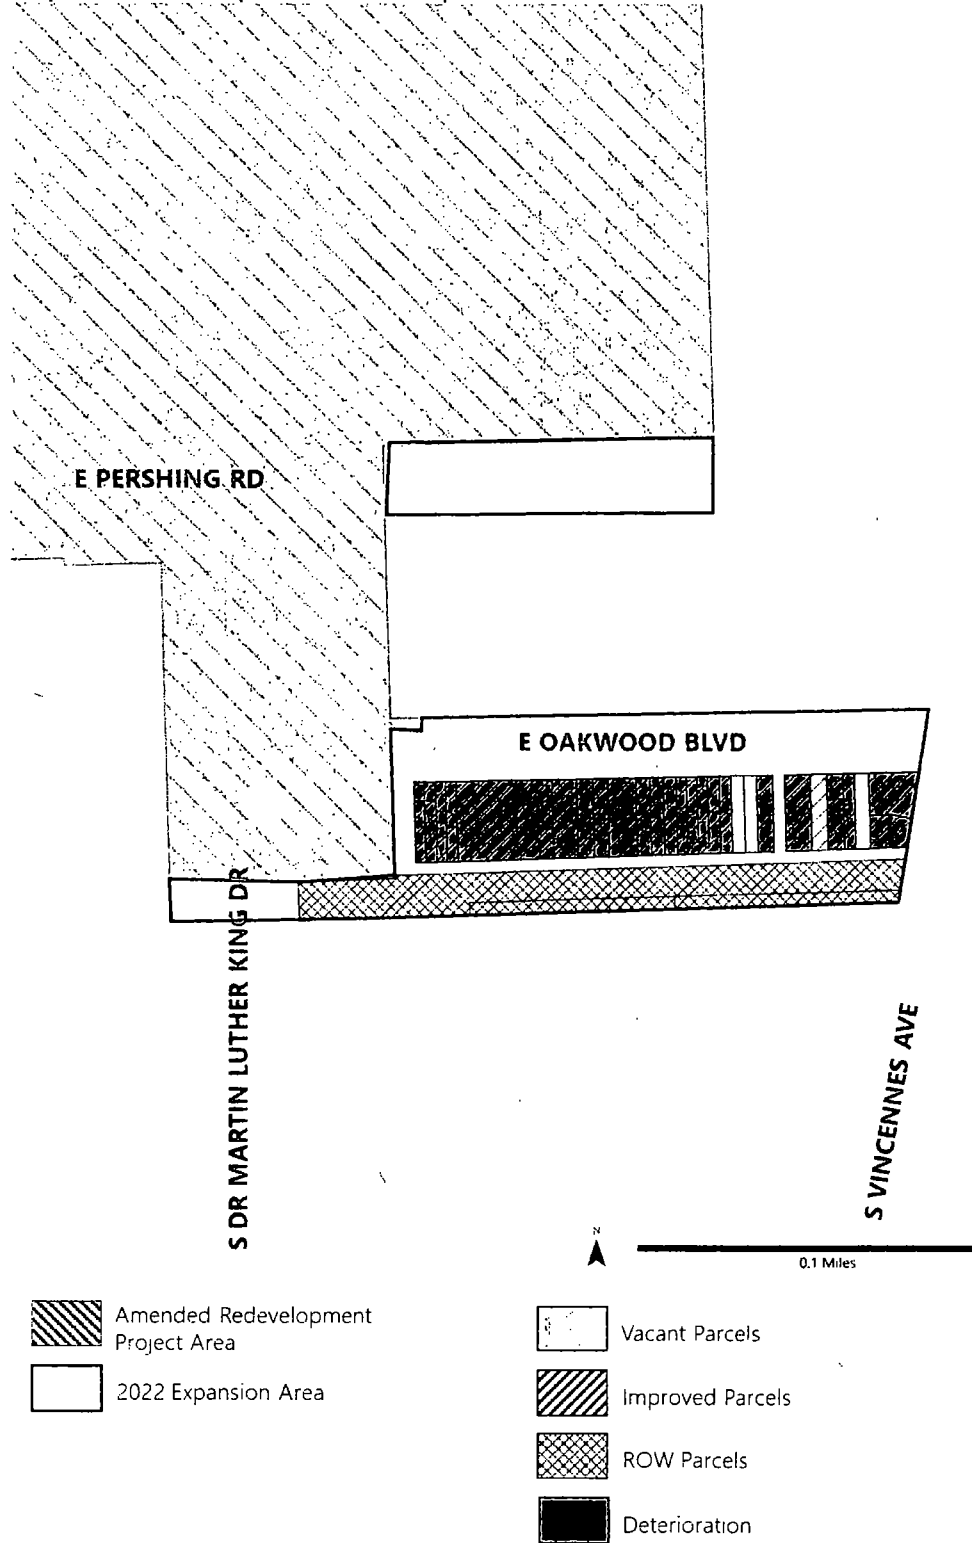 E PERSHING RD
E OAKWOOD BLVD
S DR MARTIN LUTHER KING DR
S VINCENNES AVE
N
0.1 Miles
Amended Redevelopment
Project Area
2022 Expansion Area
Vacant Parcels
Improved Parcels
ROW Parcels
Deterioration